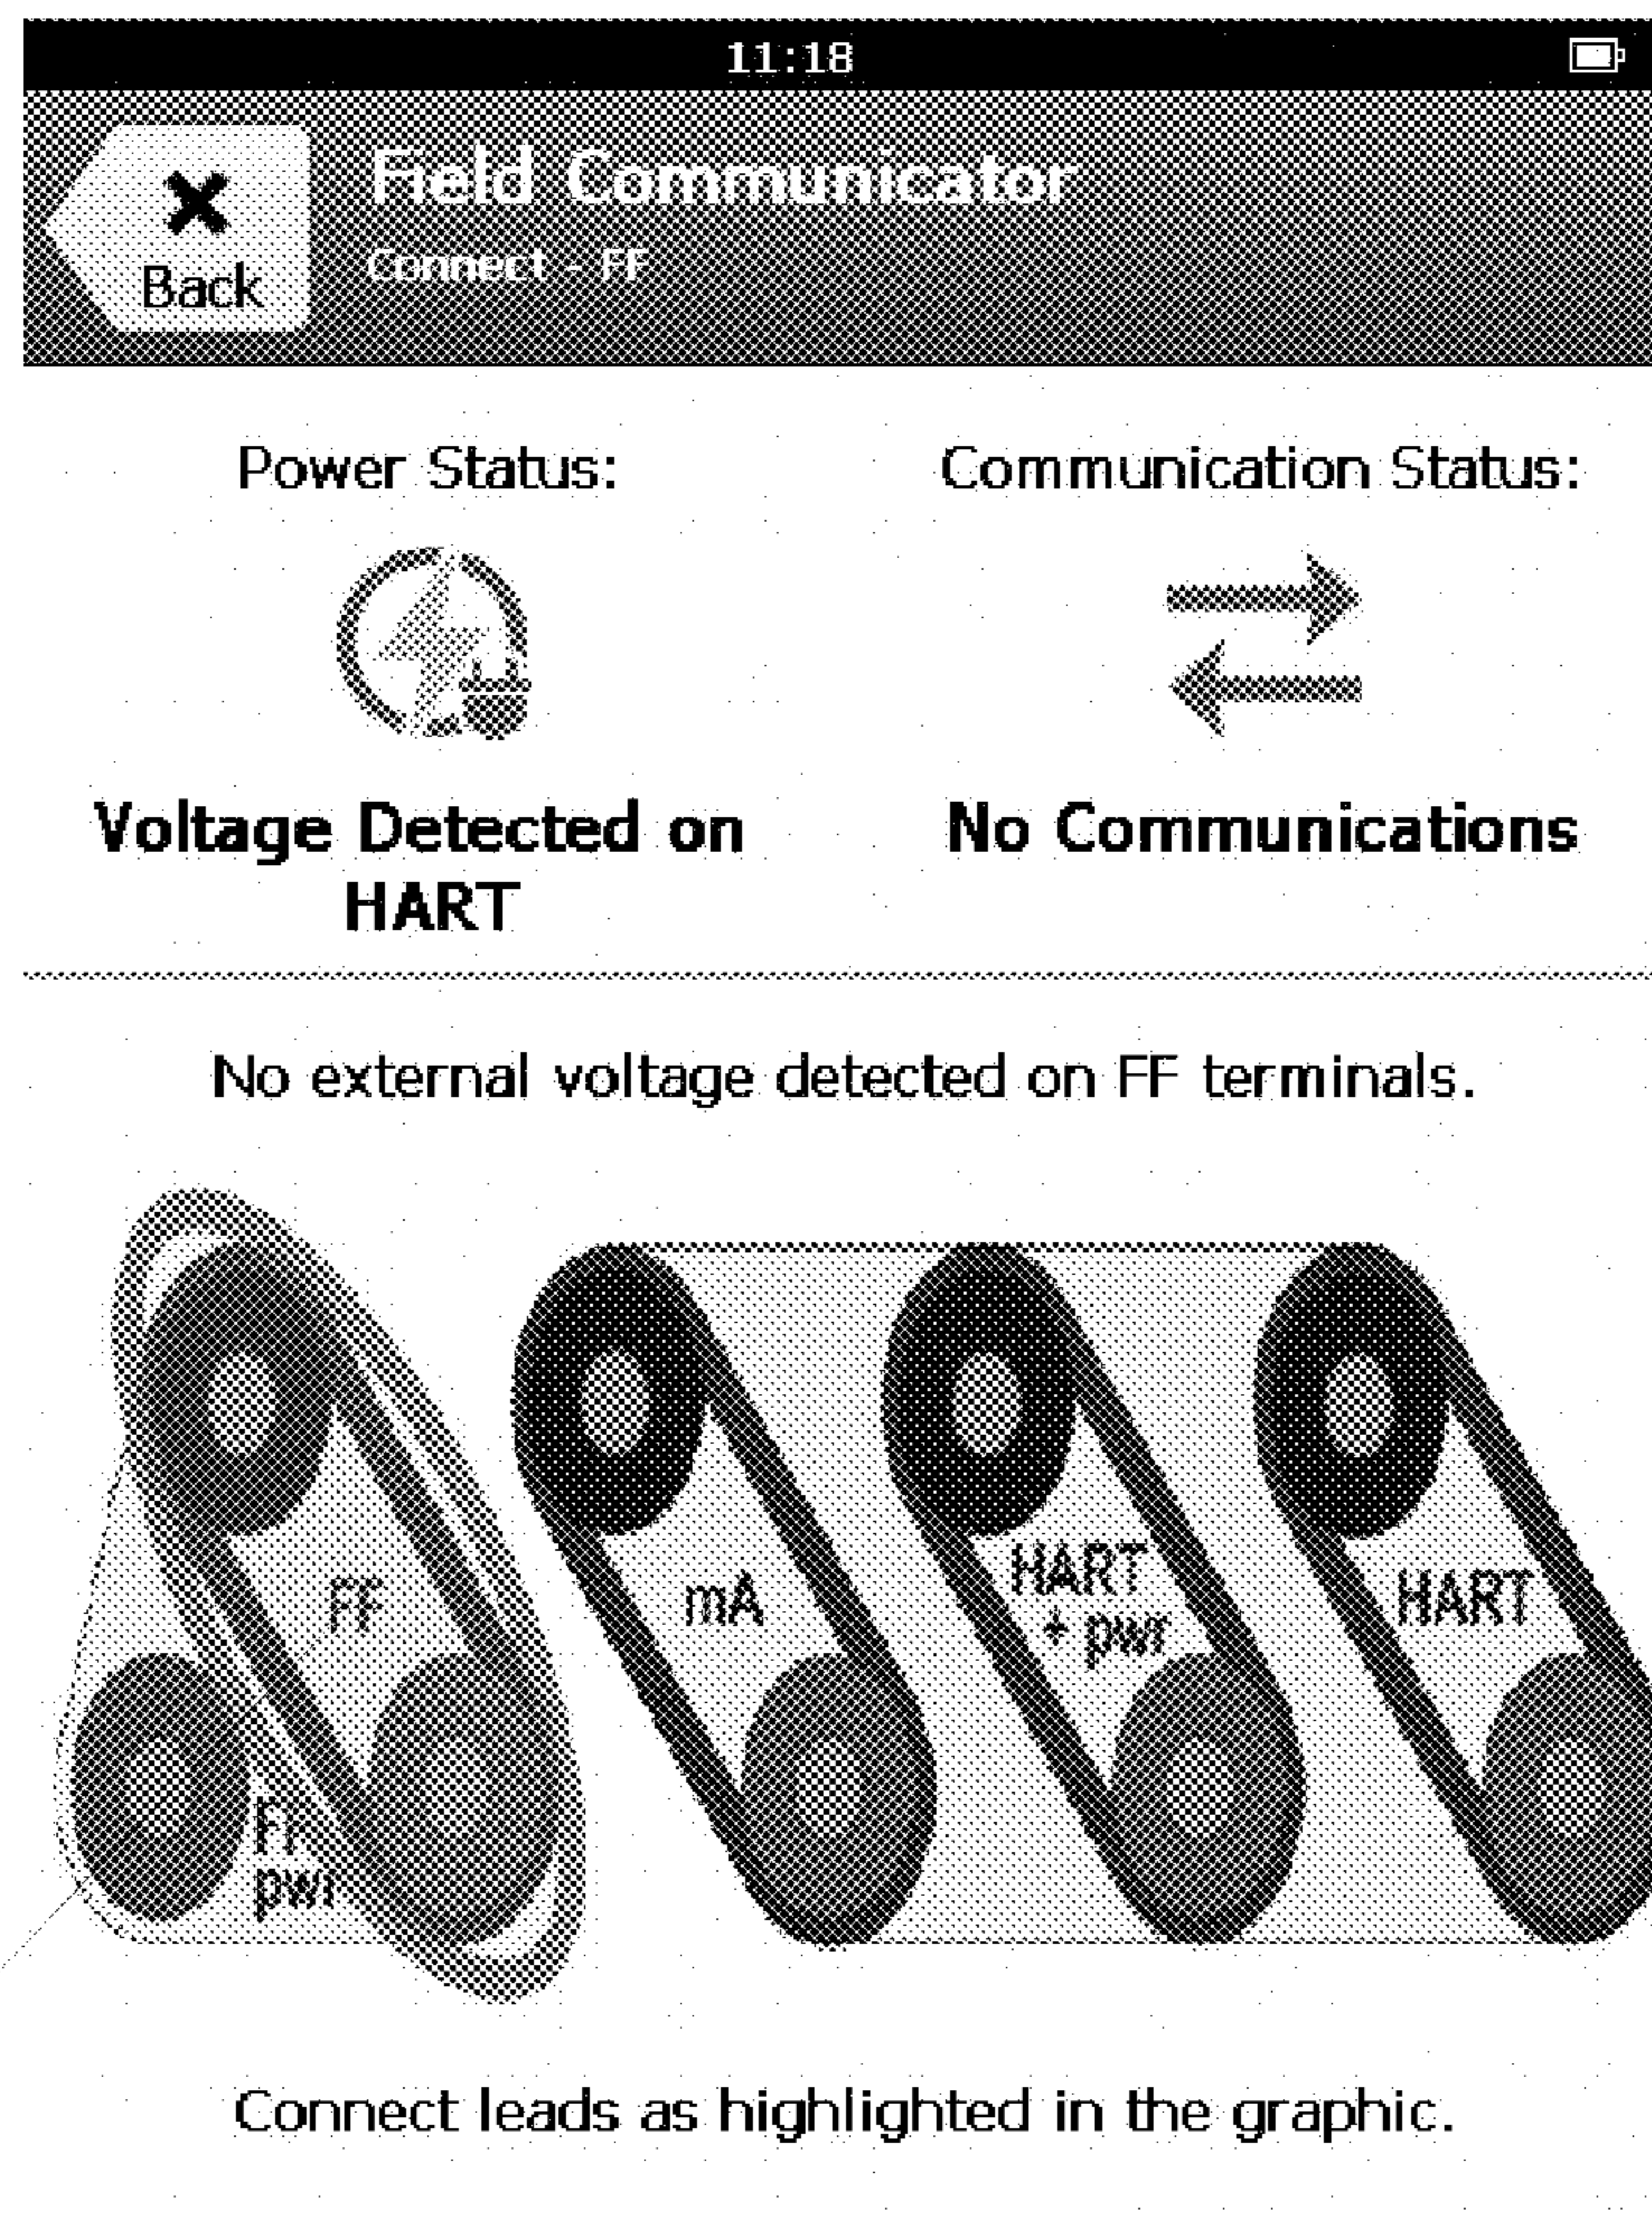 11:18
Field Communicator
Back
Connect - FF
Power Status:
Communication Status:
Voltage Detected on
HART
No Communications
No external voltage detected on FF terminals.
FF
mA
HART
+ pwr
HART
FF
pwr
Connect leads as highlighted in the graphic.